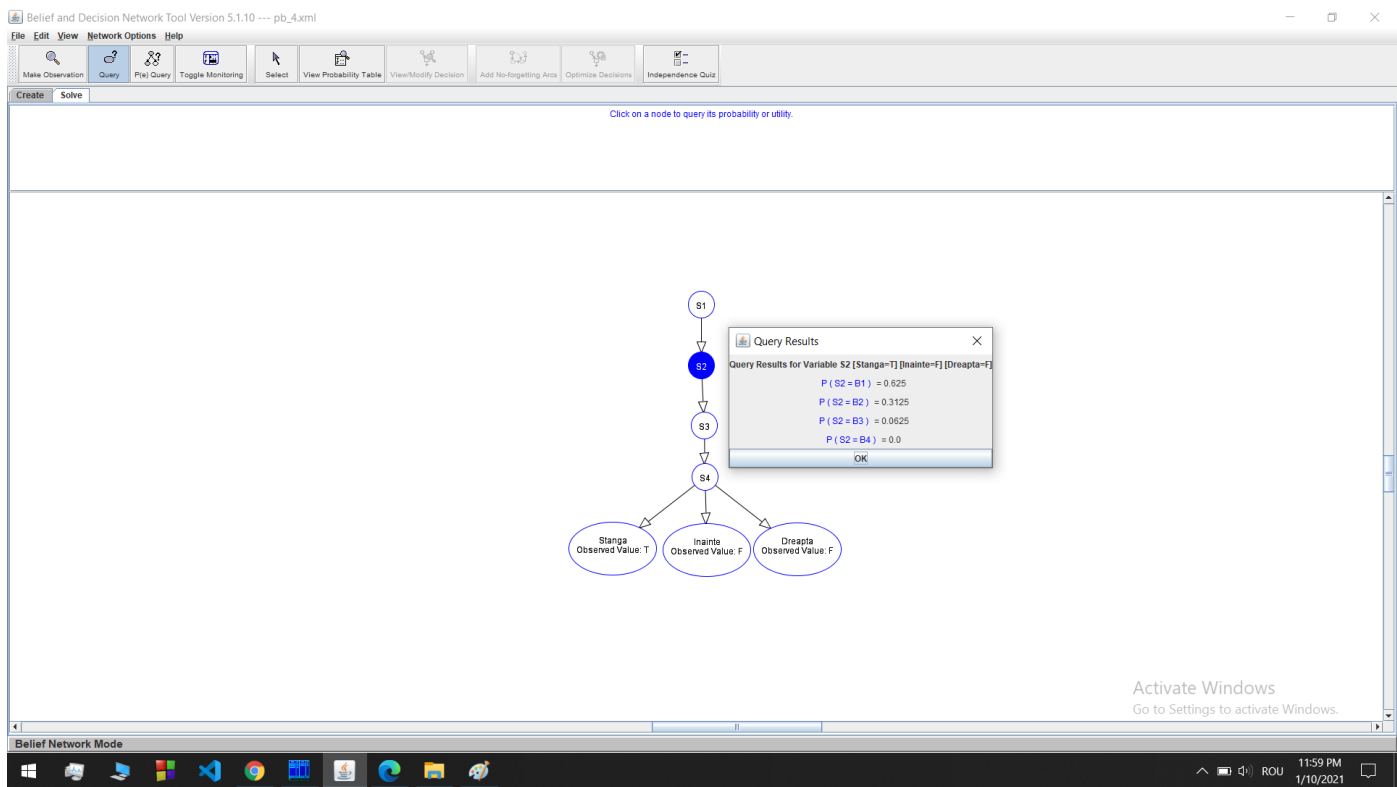 Belief and Decision Network Tool Version 5.1.10 --- pb_4.xml
File Edit View Network Options Help
Make Observation Query P(e) Query Toggle Monitoring Select View Probability Table View/Modify Decision Add No-forgetting Arcs Optimize Decisions Independence Quiz
Create Solve
Click on a node to query its probability or utility.
S1
S2
S3
S4
Query Results
Query Results for Variable S2 [Stanga=T] [Inainte=F] [Dreapta=F]
P ( S2 = B1 ) = 0.625
P ( S2 = B2 ) = 0.3125
P ( S2 = B3 ) = 0.0625
P ( S2 = B4 ) = 0.0
OK
Stanga
Observed Value: T
Inainte
Observed Value: F
Dreapta
Observed Value: F
Activate Windows
Go to Settings to activate Windows.
Belief Network Mode
ROU
11:59 PM
1/10/2021